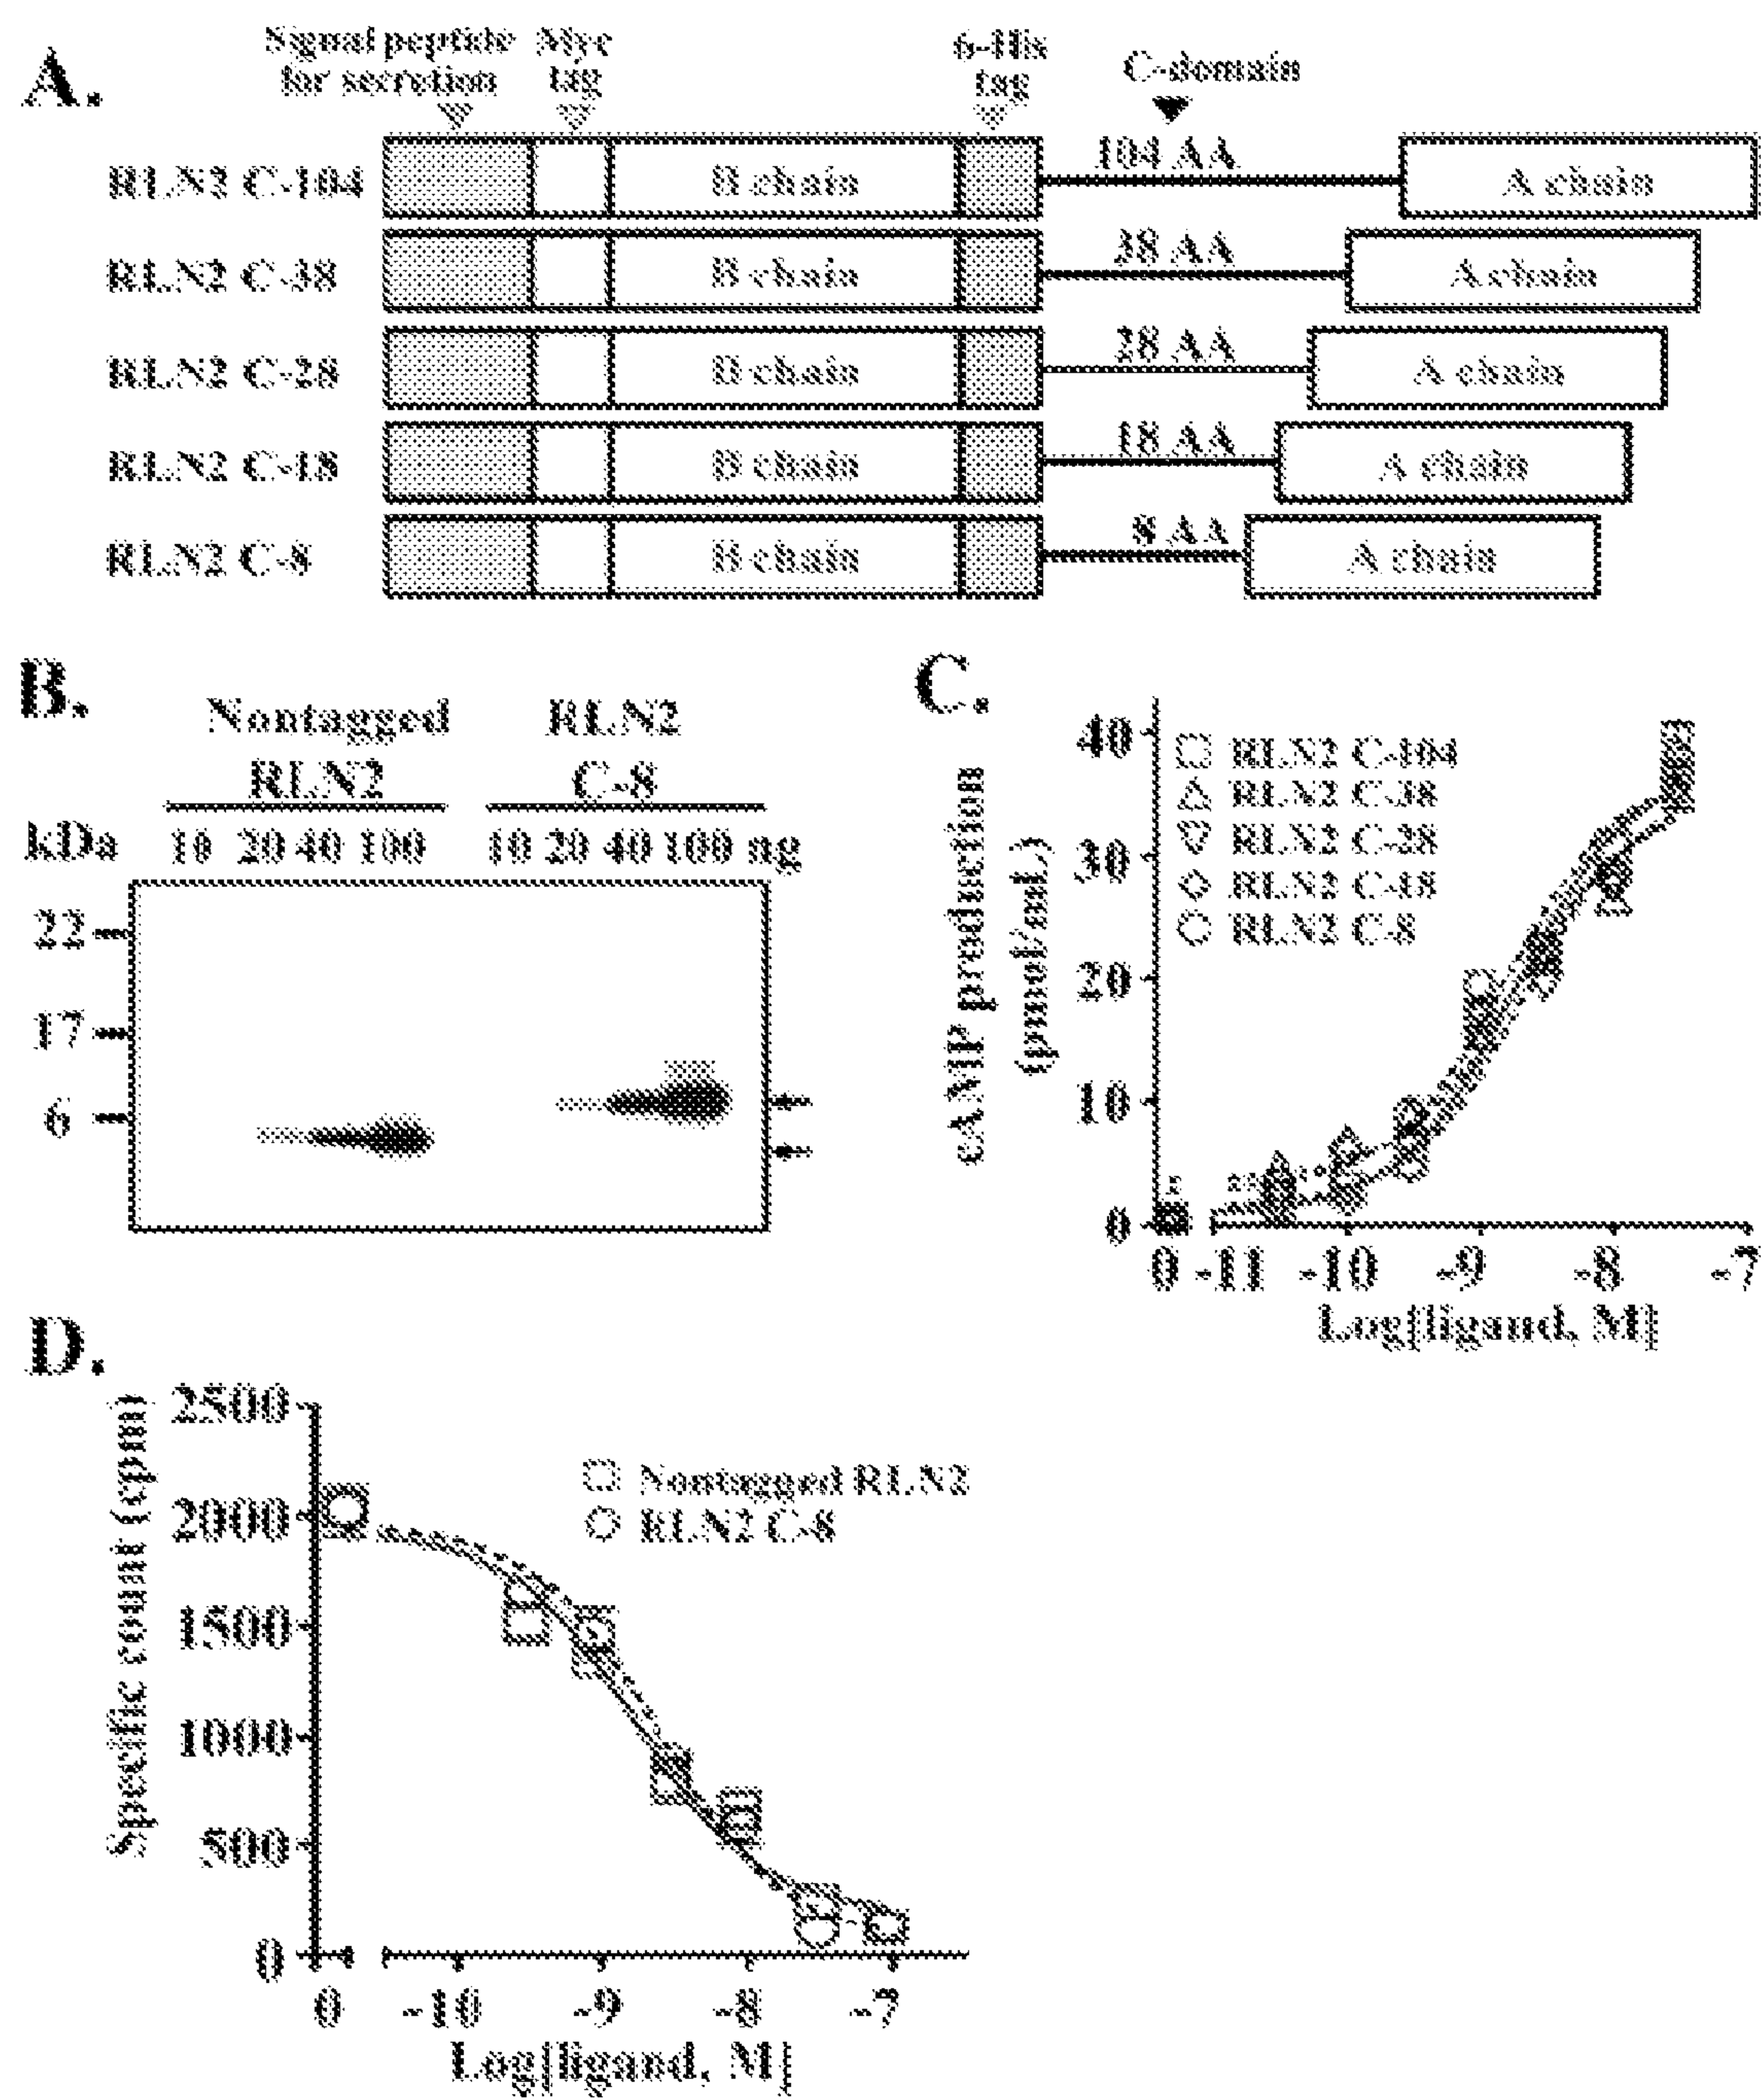 A.
Signal peptide for secretion
Myc tag
6-His tag
C-domain
RLN2 C-104
B chain
104 AA
A chain
RLN2 C-38
B chain
38 AA
A chain
RLN2 C-28
B chain
28 AA
A chain
RLN2 C-18
B chain
18 AA
A chain
RLN2 C-8
B chain
8 AA
A chain
B.
Nontagged RLN2
RLN2 C-8
kDa 10 20 40 100 10 20 40 100 ng
22
17
6
C.
cAMP production (pmol/mL)
40
30
20
10
0
RLN2 C-104
RLN2 C-38
RLN2 C-28
RLN2 C-18
RLN2 C-8
0 -11 -10 -9 -8 -7
Log[ligand, M]
D.
Specific count (cpm)
2500
2000
1500
1000
500
0
Nontagged RLN2
RLN2 C-8
0 -10 -9 -8 -7
Log[ligand, M]